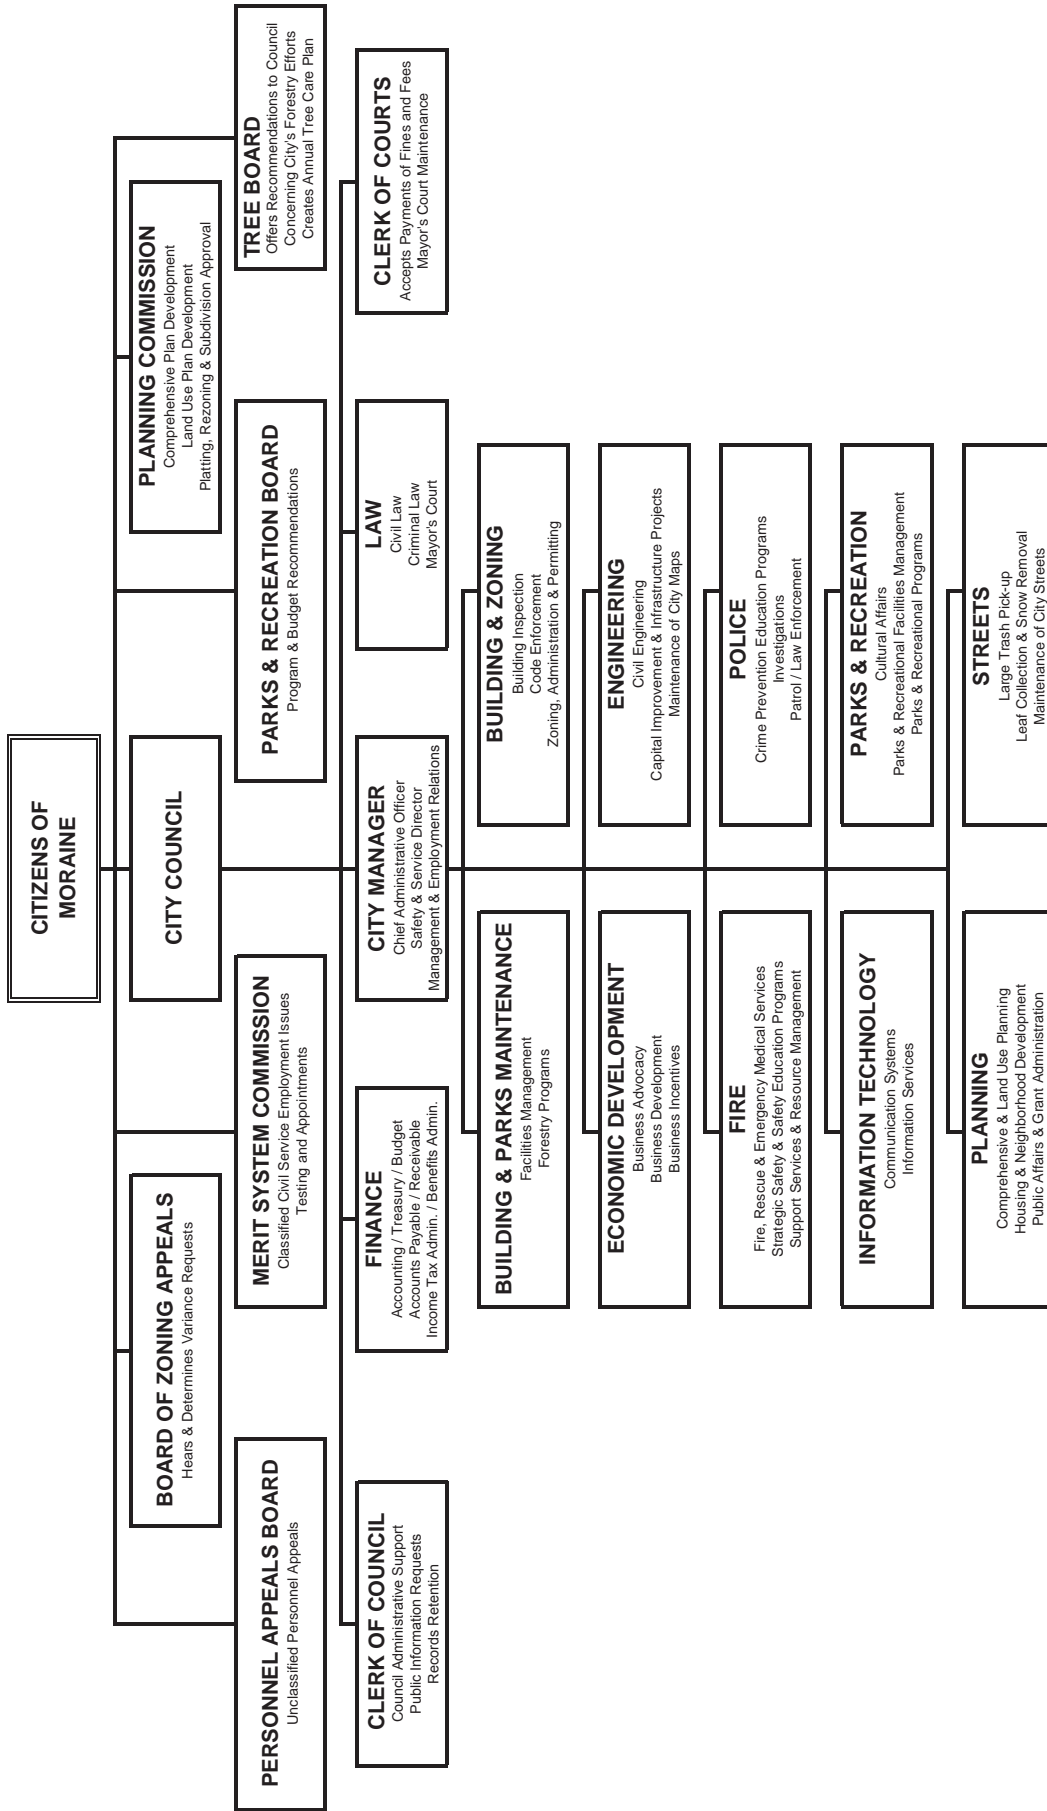 CITIZENS OF
MORAINE
BOARD OF ZONING APPEALS
Hears & Determines Variance Requests
CITY COUNCIL
PLANNING COMMISSION
Comprehensive Plan Development
Land Use Plan Development
Platting, Rezoning & Subdivision Approval
PERSONNEL APPEALS BOARD
Unclassified Personnel Appeals
MERIT SYSTEM COMMISSION
Classified Civil Service Employment Issues
Testing and Appointments
PARKS & RECREATION BOARD
Program & Budget Recommendations
TREE BOARD
Offers Recommendations to Council
Concerning City's Forestry Efforts
Creates Annual Tree Care Plan
CLERK OF COUNCIL
Council Administrative Support
Public Information Requests
Records Retention
FINANCE
Accounting / Treasury / Budget
Accounts Payable / Receivable
Income Tax Admin. / Benefits Admin.
CITY MANAGER
Chief Administrative Officer
Safety & Service Director
Management & Employment Relations
LAW
Civil Law
Criminal Law
Mayor's Court
CLERK OF COURTS
Accepts Payments of Fines and Fees
Mayor's Court Maintenance
BUILDING & PARKS MAINTENANCE
Facilities Management
Forestry Programs
BUILDING & ZONING
Building Inspection
Code Enforcement
Zoning, Administration & Permitting
ECONOMIC DEVELOPMENT
Business Advocacy
Business Development
Business Incentives
ENGINEERING
Civil Engineering
Capital Improvement & Infrastructure Projects
Maintenance of City Maps
FIRE
Fire, Rescue & Emergency Medical Services
Strategic Safety & Safety Education Programs
Support Services & Resource Management
POLICE
Crime Prevention Education Programs
Investigations
Patrol / Law Enforcement
INFORMATION TECHNOLOGY
Communication Systems
Information Services
PARKS & RECREATION
Cultural Affairs
Parks & Recreational Facilities Management
Parks & Recreational Programs
PLANNING
Comprehensive & Land Use Planning
Housing & Neighborhood Development
Public Affairs & Grant Administration
STREETS
Large Trash Pick-up
Leaf Collection & Snow Removal
Maintenance of City Streets